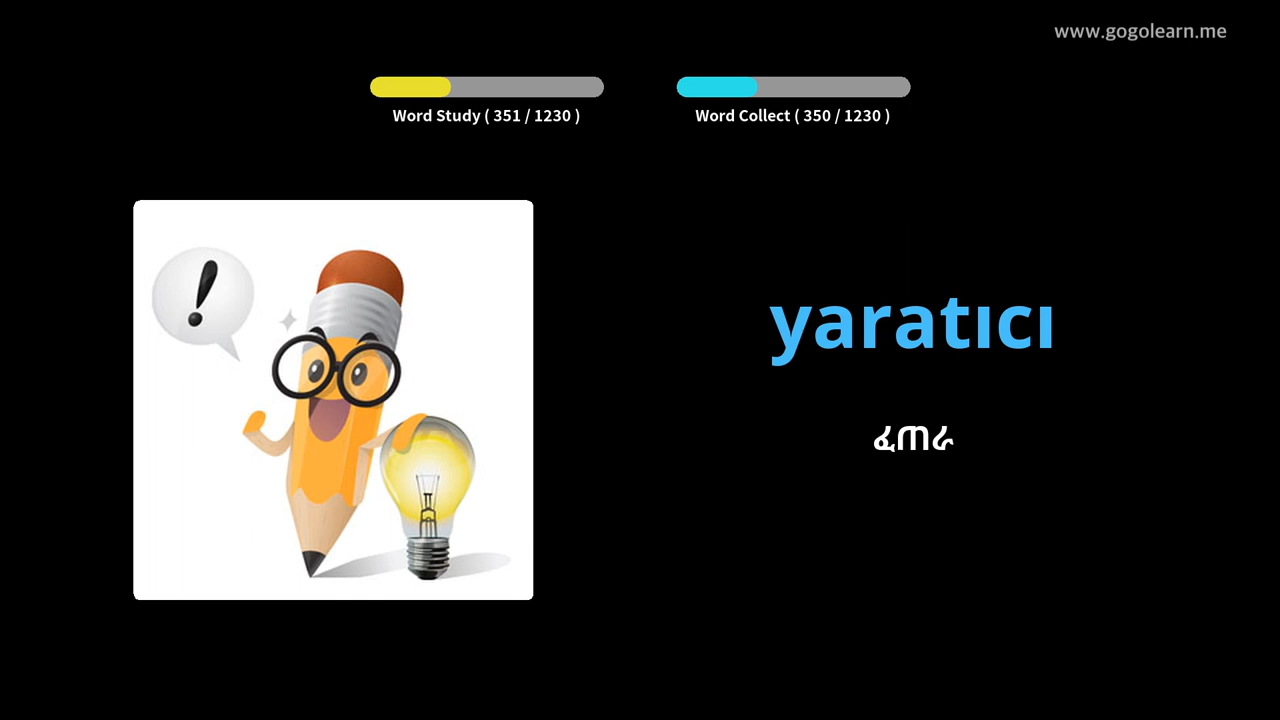 www.gogolearn.me
Word Study ( 351 / 1230 )
Word Collect ( 350 / 1230 )
!
yaratıcı
ፈጠራ